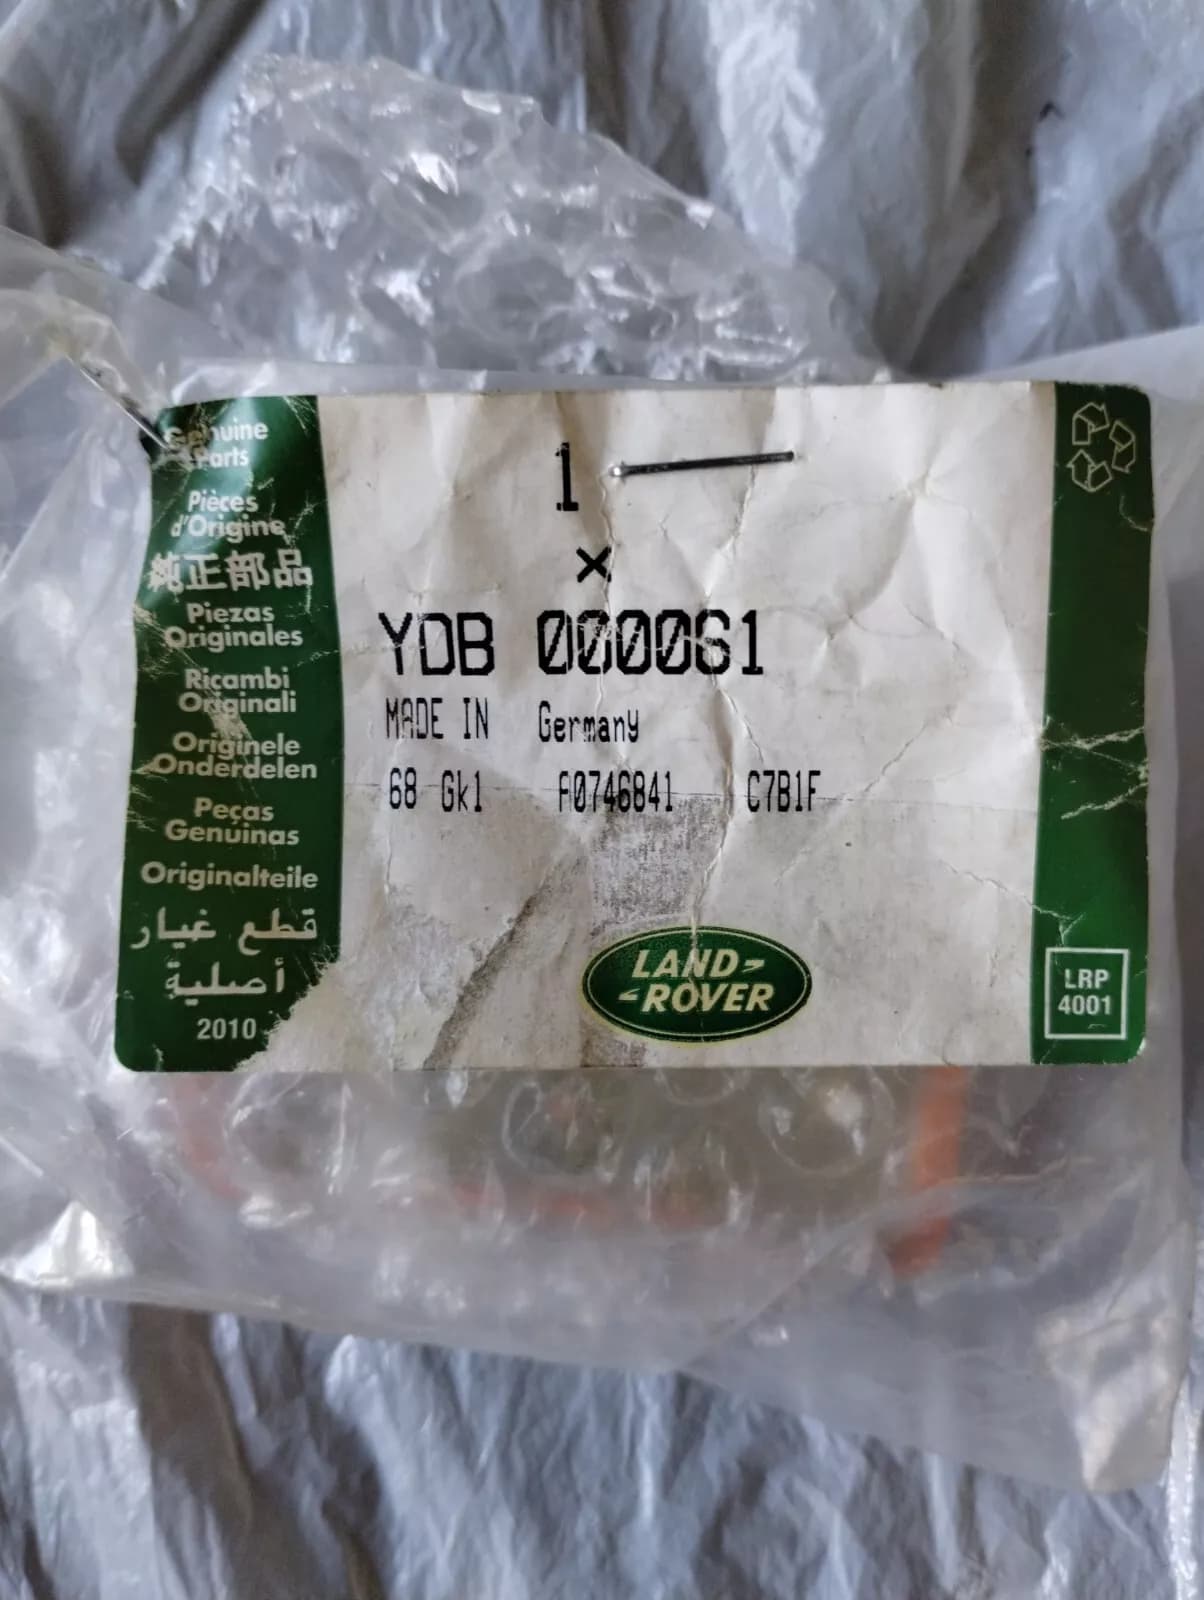 Genuine
Parts
Pièces
d'Origine
純正部品
Piezas
Originales
Ricambi
Originali
Originele
Onderdelen
Peças
Genuinas
Originalteile
قطع غيار
أصلية
2010
1
×
YDB 000061
MADE IN Germany
68 Gk1 A0746841 C7B1F
LAND-
-ROVER
LRP
4001